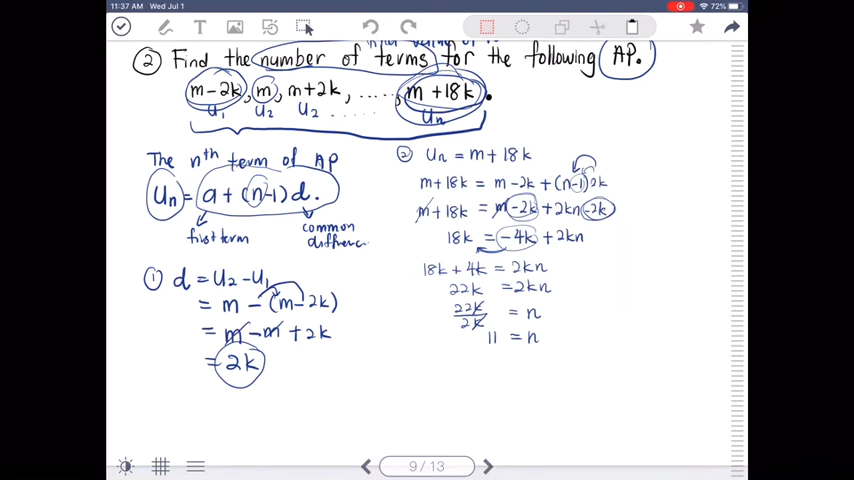 11:37 AM Wed Jul 1
72%
② Find the number of terms for the following AP.
m-2k, m, m+2k, ....., m+18k.
U₁ U₂ U₂ ..... Uₙ
The nth term of AP
Uₙ = a + (n-1)d.
first term
common
differenc
① d = U₂ - U₁
= m - (m-2k)
= m - m + 2k
= 2k
② Uₙ = m + 18k
m+18k = m-2k + (n-1)2k
m+18k = m-2k + 2kn -2k
18k = -4k + 2kn
18k + 4k = 2kn
22k = 2kn
22k/2k = n
11 = n
9 / 13